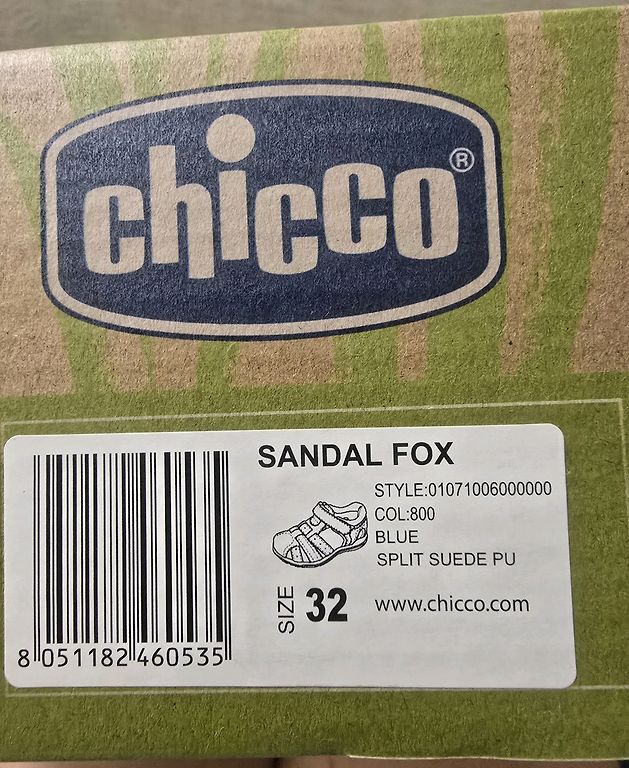 chicco®
SANDAL FOX
STYLE:01071006000000
COL:800
BLUE
SPLIT SUEDE PU
SIZE 32
www.chicco.com
8 051182 460535